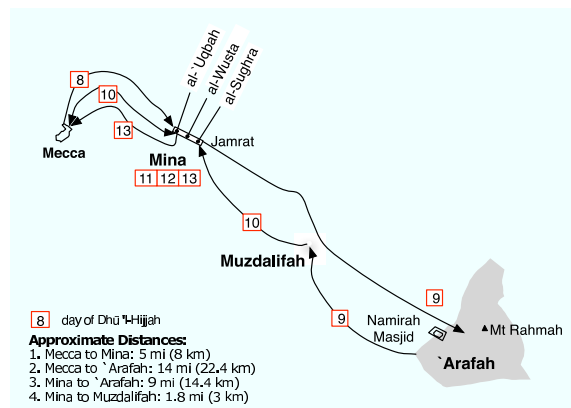 al-`Uqbah
al-Wusta
al-Sughra
8
10
13
Jamrat
Mecca
Mina
11 12 13
10
Muzdalifah
9
9
Namirah
Masjid
Mt Rahmah
`Arafah
8 day of Dhū 'l-Hijjah
Approximate Distances:
1. Mecca to Mina: 5 mi (8 km)
2. Mecca to `Arafah: 14 mi (22.4 km)
3. Mina to `Arafah: 9 mi (14.4 km)
4. Mina to Muzdalifah: 1.8 mi (3 km)